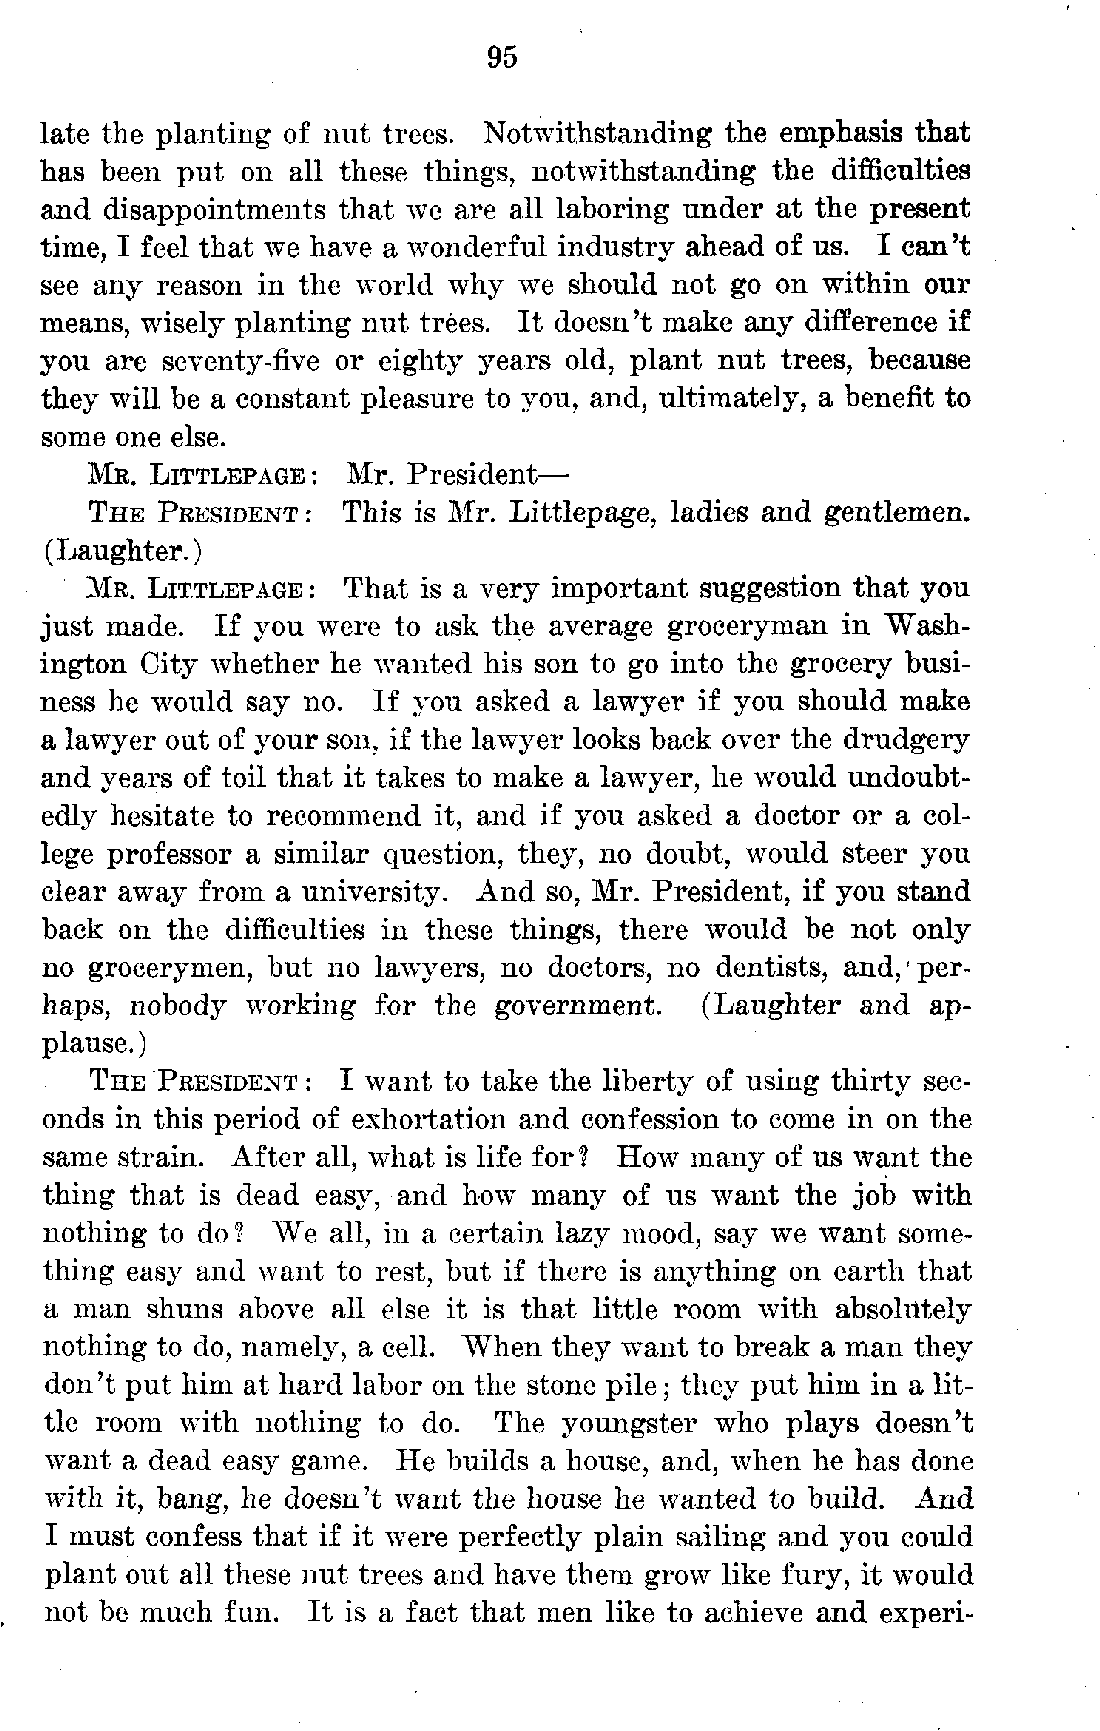 95
late the planting of nut trees. Notwithstanding the emphasis that
has been put on all these things, notwithstanding the difficulties
and disappointments that we are all laboring under at the present
time, I feel that we have a wonderful industry ahead of us. I can't
see any reason in the world why we should not go on within our
means, wisely planting nut trees. It doesn't make any difference if
you are seventy-five or eighty years old, plant nut trees, because
they will be a constant pleasure to you, and, ultimately, a benefit to
some one else.
MR. LITTLEPAGE: Mr. President—
THE PRESIDENT: This is Mr. Littlepage, ladies and gentlemen.
(Laughter.)
MR. LITTLEPAGE: That is a very important suggestion that you
just made. If you were to ask the average groceryman in Wash-
ington City whether he wanted his son to go into the grocery busi-
ness he would say no. If you asked a lawyer if you should make
a lawyer out of your son, if the lawyer looks back over the drudgery
and years of toil that it takes to make a lawyer, he would undoubt-
edly hesitate to recommend it, and if you asked a doctor or a col-
lege professor a similar question, they, no doubt, would steer you
clear away from a university. And so, Mr. President, if you stand
back on the difficulties in these things, there would be not only
no grocerymen, but no lawyers, no doctors, no dentists, and, per-
haps, nobody working for the government. (Laughter and ap-
plause.)
THE PRESIDENT: I want to take the liberty of using thirty sec-
onds in this period of exhortation and confession to come in on the
same strain. After all, what is life for? How many of us want the
thing that is dead easy, and how many of us want the job with
nothing to do? We all, in a certain lazy mood, say we want some-
thing easy and want to rest, but if there is anything on earth that
a man shuns above all else it is that little room with absolutely
nothing to do, namely, a cell. When they want to break a man they
don't put him at hard labor on the stone pile; they put him in a lit-
tle room with nothing to do. The youngster who plays doesn't
want a dead easy game. He builds a house, and, when he has done
with it, bang, he doesn't want the house he wanted to build. And
I must confess that if it were perfectly plain sailing and you could
plant out all these nut trees and have them grow like fury, it would
not be much fun. It is a fact that men like to achieve and experi-